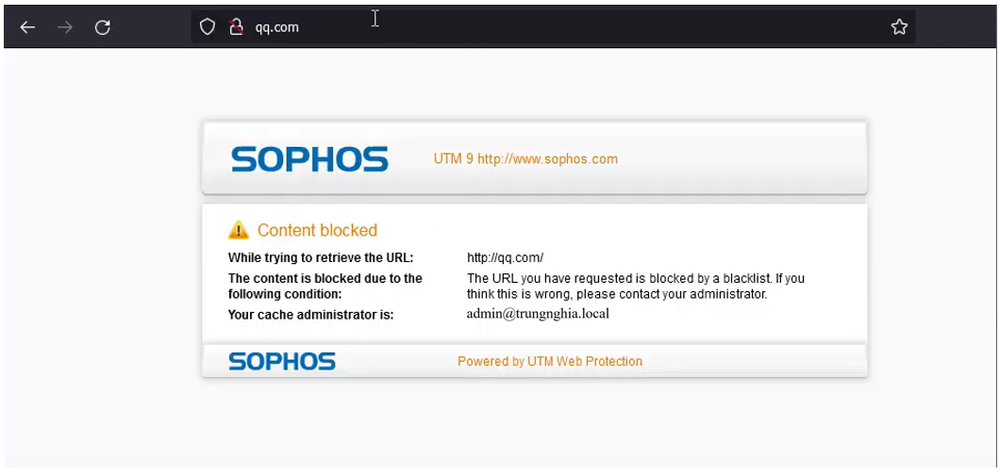 qq.com
SOPHOS UTM 9 http://www.sophos.com
Content blocked
While trying to retrieve the URL: http://qq.com/
The content is blocked due to the following condition: The URL you have requested is blocked by a blacklist. If you think this is wrong, please contact your administrator.
Your cache administrator is: admin@trungnghia.local
SOPHOS Powered by UTM Web Protection